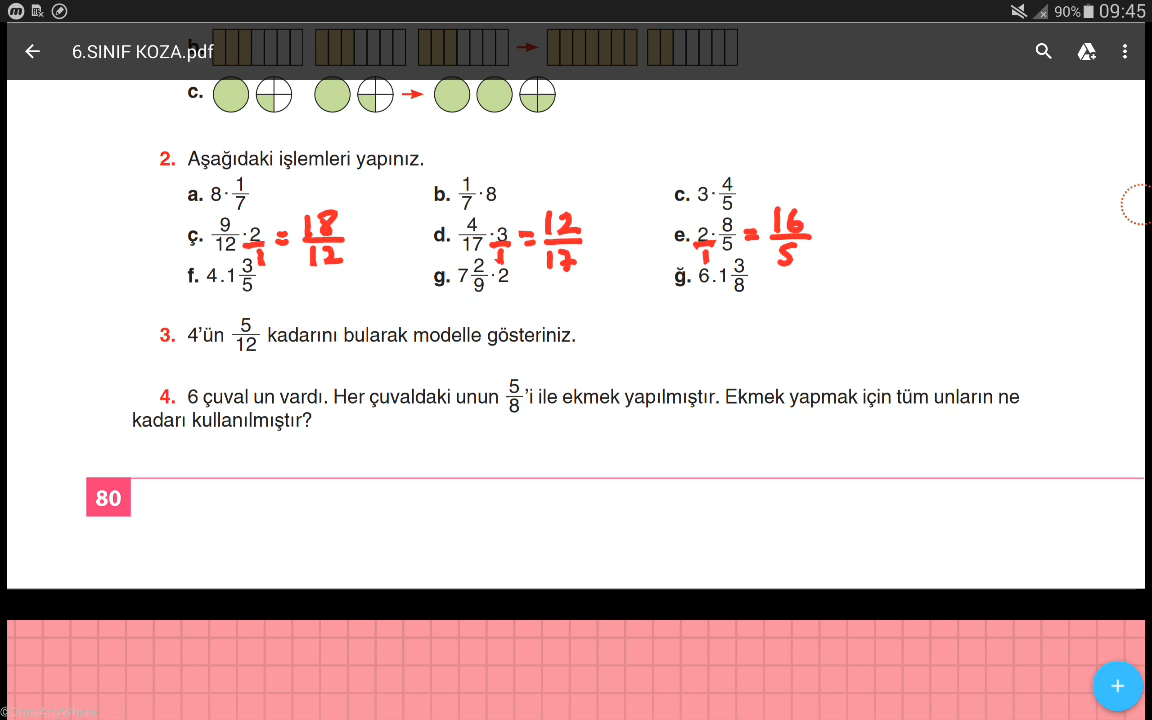 90% 09:45
6.SINIF KOZA.pdf
c.
2. Aşağıdaki işlemleri yapınız.
a. 8·1/7 b. 1/7·8 c. 3·4/5
ç. 9/12·2/1 = 18/12 d. 4/17·3/1 = 12/17 e. 2/1·8/5 = 16/5
f. 4.1 3/5 g. 7 2/9·2 ğ. 6.1 3/8
3. 4’ün 5/12 kadarını bularak modelle gösteriniz.
4. 6 çuval un vardı. Her çuvaldaki unun 5/8’i ile ekmek yapılmıştır. Ekmek yapmak için tüm unların ne
kadarı kullanılmıştır?
80